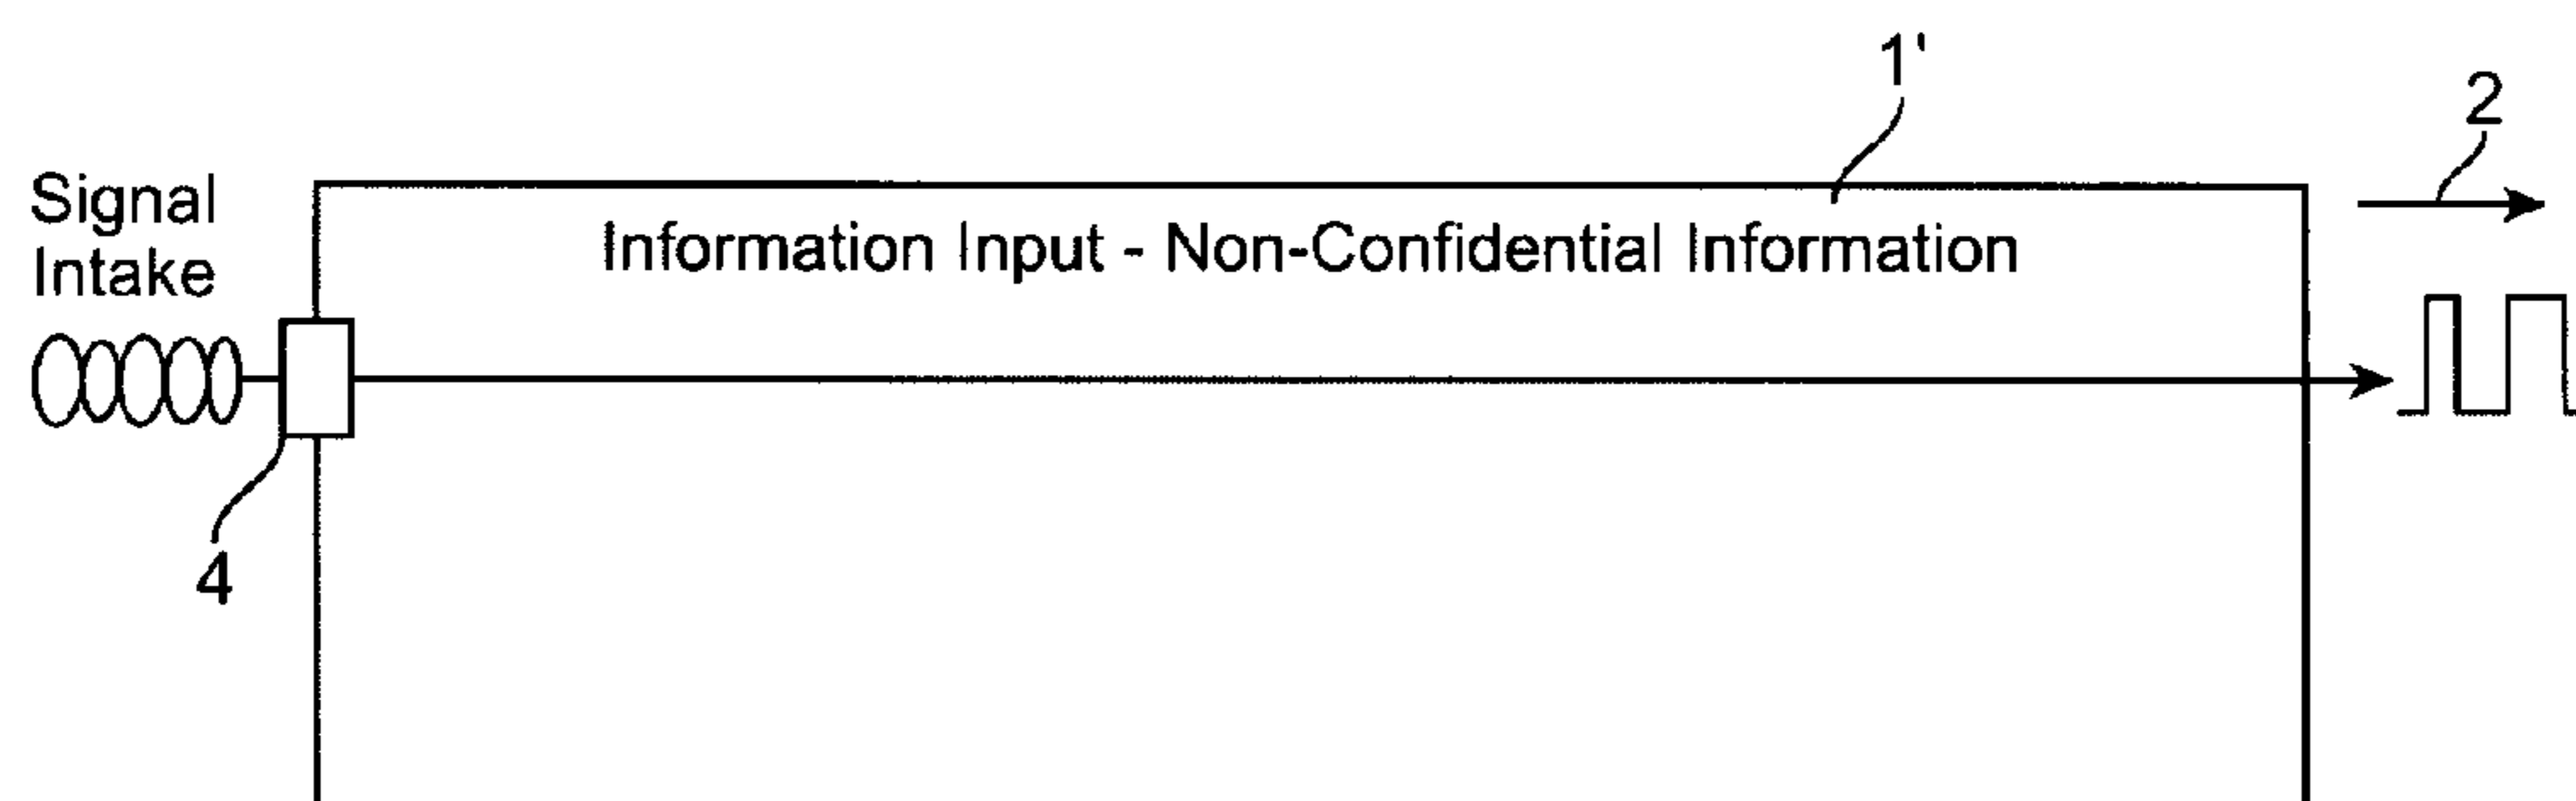 1'
2
Signal
Intake
Information Input - Non-Confidential Information
4